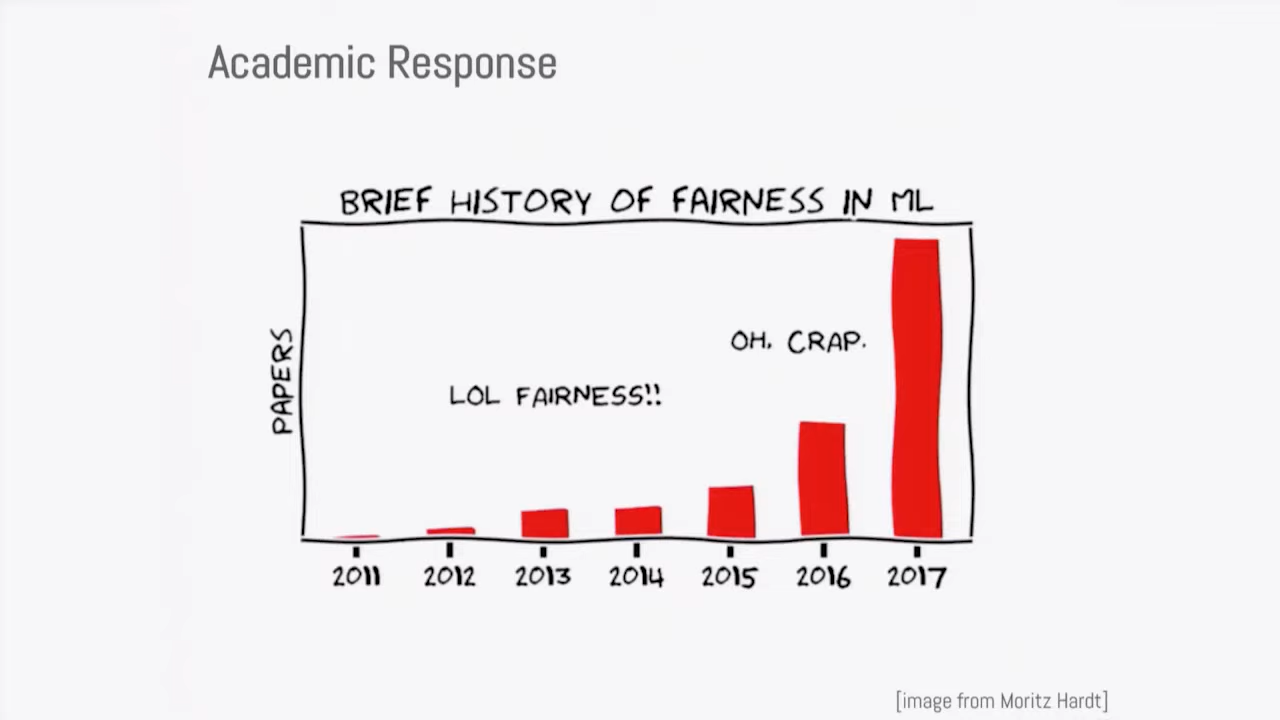 Academic Response
BRIEF HISTORY OF FAIRNESS IN ML
PAPERS
OH, CRAP.
LOL FAIRNESS!!
2011 2012 2013 2014 2015 2016 2017
[image from Moritz Hardt]